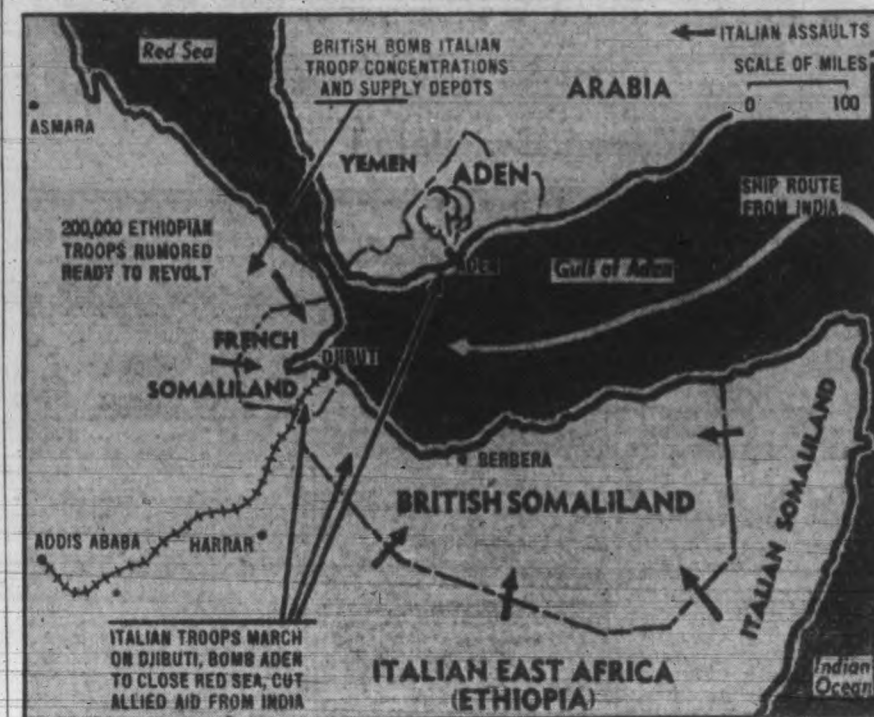 Red Sea
BRITISH BOMB ITALIAN
TROOP CONCENTRATIONS
AND SUPPLY DEPOTS
ITALIAN ASSAULTS
SCALE OF MILES
0 100
ARABIA
ASMARA
YEMEN
ADEN
SHIP ROUTE
FROM INDIA
200,000 ETHIOPIAN
TROOPS RUMORED
READY TO REVOLT
ADEN
Gulf of Aden
FRENCH
SOMALILAND
DJIBUTI
BERBERA
BRITISH SOMALILAND
ITALIAN SOMALILAND
ADDIS ABABA
HARRAR
ITALIAN TROOPS MARCH
ON DJIBUTI, BOMB ADEN
TO CLOSE RED SEA, CUT
ALLIED AID FROM INDIA
ITALIAN EAST AFRICA
(ETHIOPIA)
Indian
Ocean